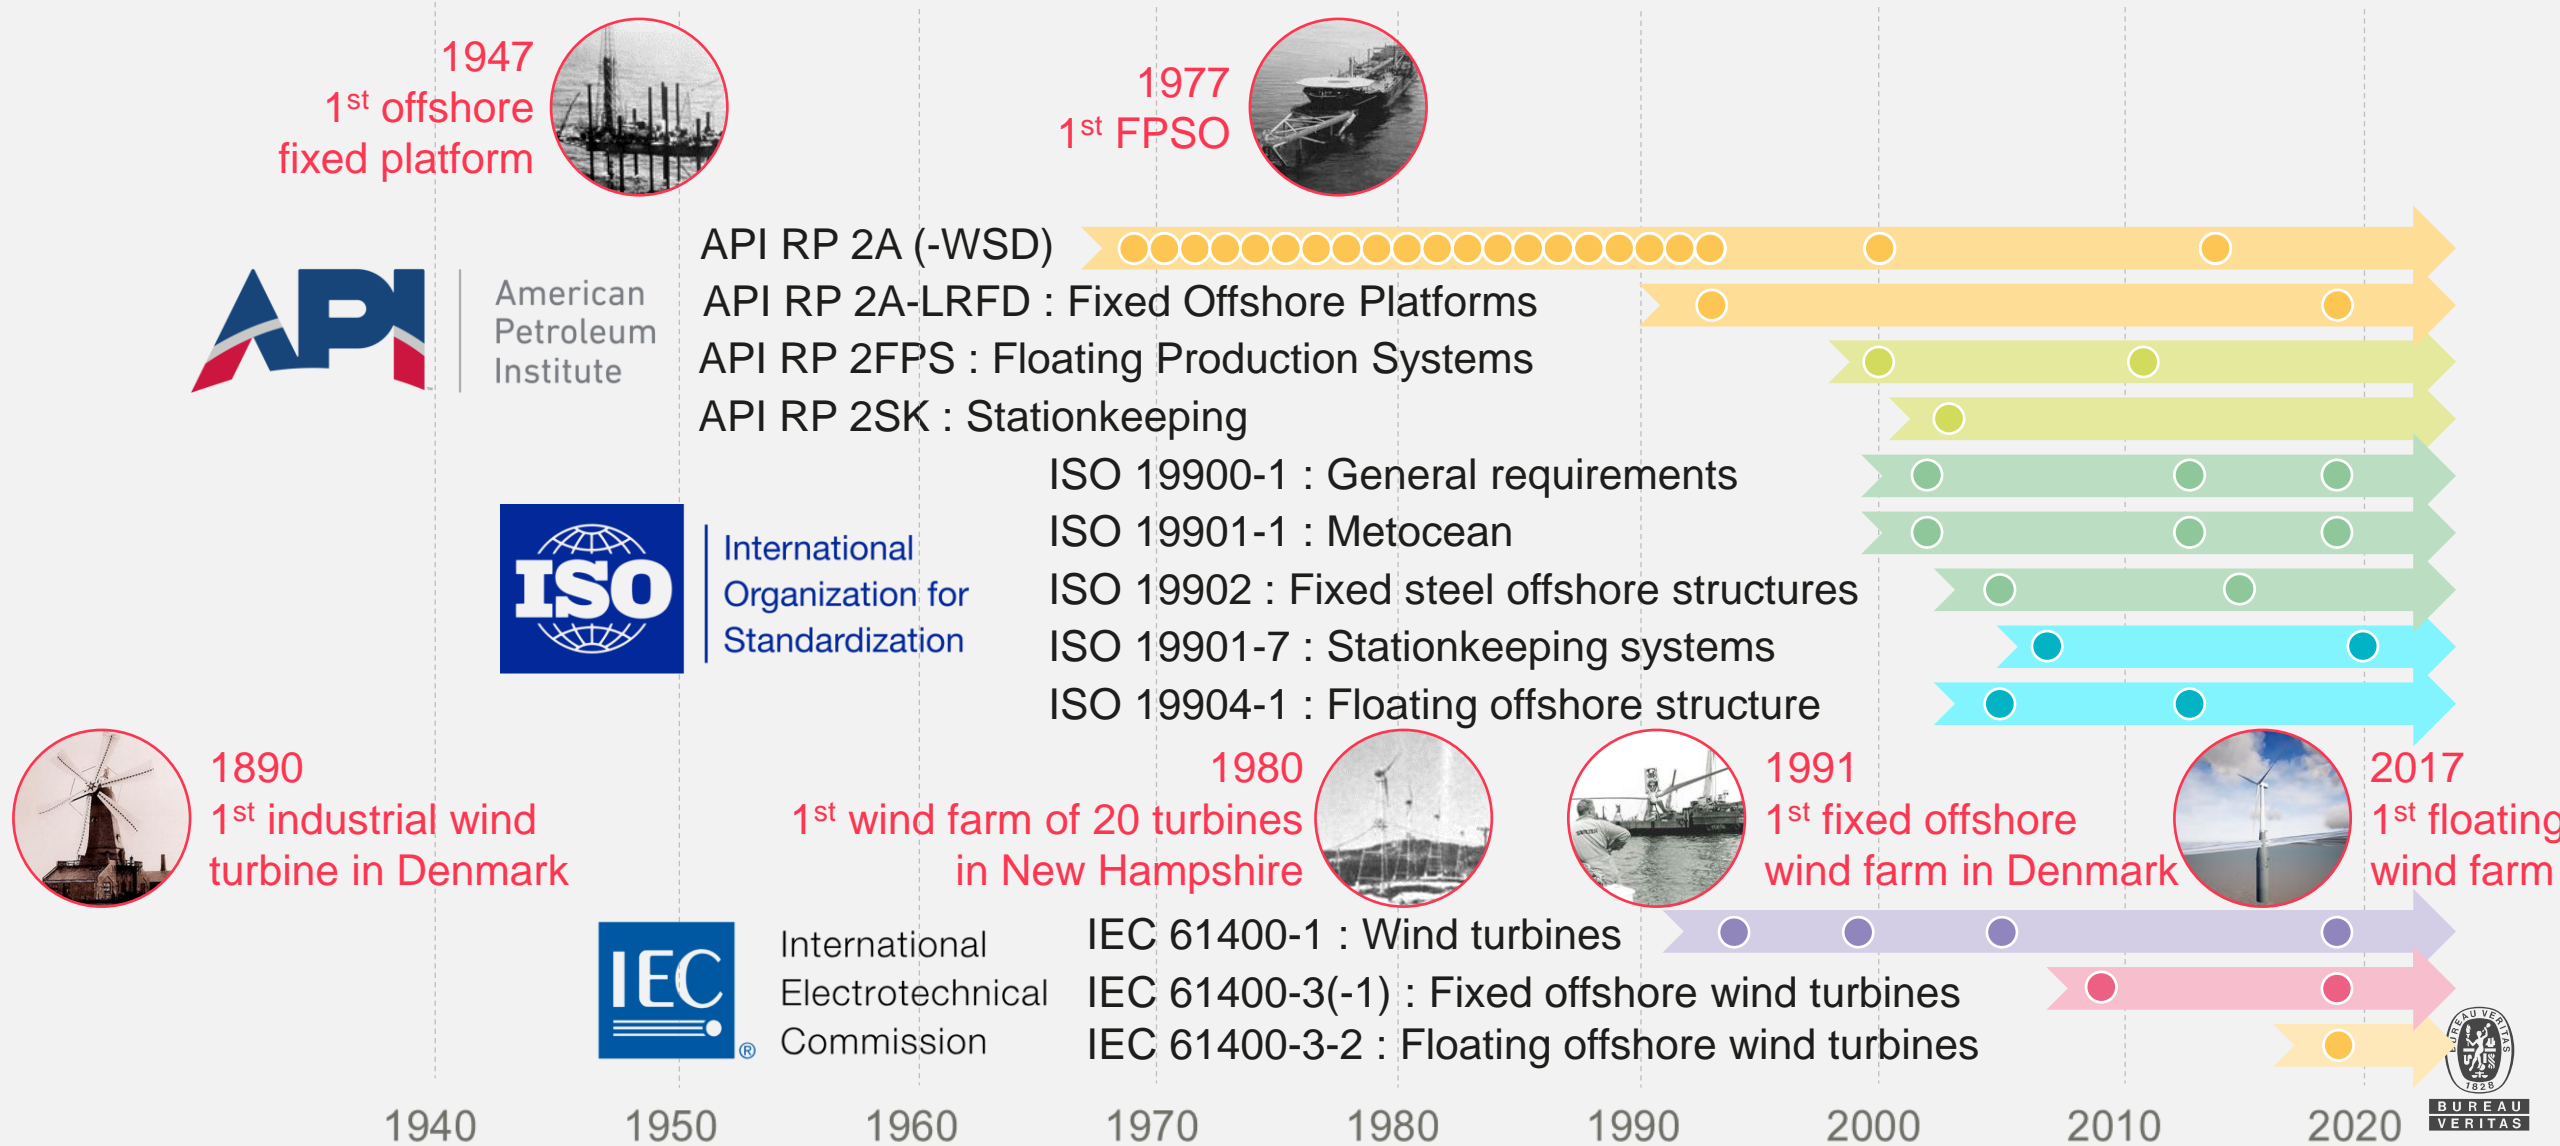 1947
1st offshore
fixed platform
1977
1st FPSO
API RP 2A (-WSD)
API RP 2A-LRFD : Fixed Offshore Platforms
API RP 2FPS : Floating Production Systems
API RP 2SK : Stationkeeping
API
American
Petroleum
Institute
ISO 19900-1 : General requirements
ISO 19901-1 : Metocean
ISO 19902 : Fixed steel offshore structures
ISO 19901-7 : Stationkeeping systems
ISO 19904-1 : Floating offshore structure
ISO
International
Organization for
Standardization
1890
1st industrial wind
turbine in Denmark
1980
1st wind farm of 20 turbines
in New Hampshire
1991
1st fixed offshore
wind farm in Denmark
2017
1st floating
wind farm
IEC
®
International
Electrotechnical
Commission
IEC 61400-1 : Wind turbines
IEC 61400-3(-1) : Fixed offshore wind turbines
IEC 61400-3-2 : Floating offshore wind turbines
BUREAU VERITAS
1828
BUREAU
VERITAS
1940 1950 1960 1970 1980 1990 2000 2010 2020